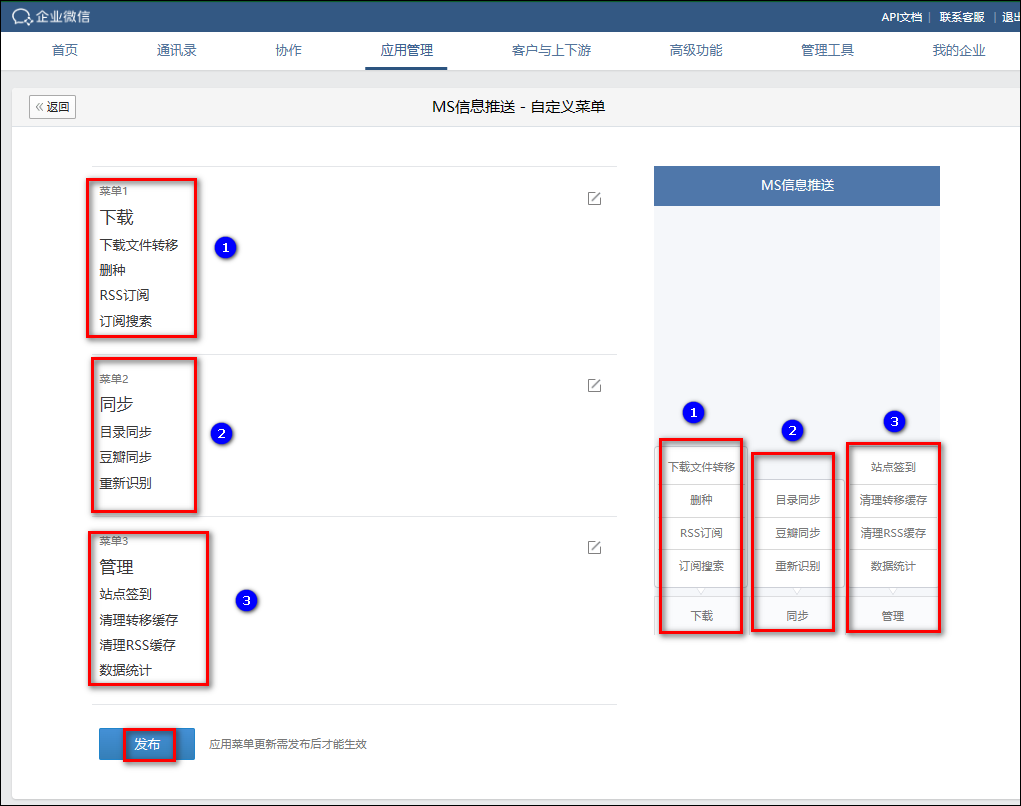 企业微信
API文档 | 联系客服 | 退出
首页 通讯录 协作 应用管理 客户与上下游 高级功能 管理工具 我的企业
« 返回
MS信息推送 - 自定义菜单
菜单1
下载
下载文件转移
删种
RSS订阅
订阅搜索
1
菜单2
同步
目录同步
豆瓣同步
重新识别
2
菜单3
管理
站点签到
清理转移缓存
清理RSS缓存
数据统计
3
发布
应用菜单更新需发布后才能生效
MS信息推送
1
下载文件转移
删种
RSS订阅
订阅搜索
下载
2
目录同步
豆瓣同步
重新识别
同步
3
站点签到
清理转移缓存
清理RSS缓存
数据统计
管理